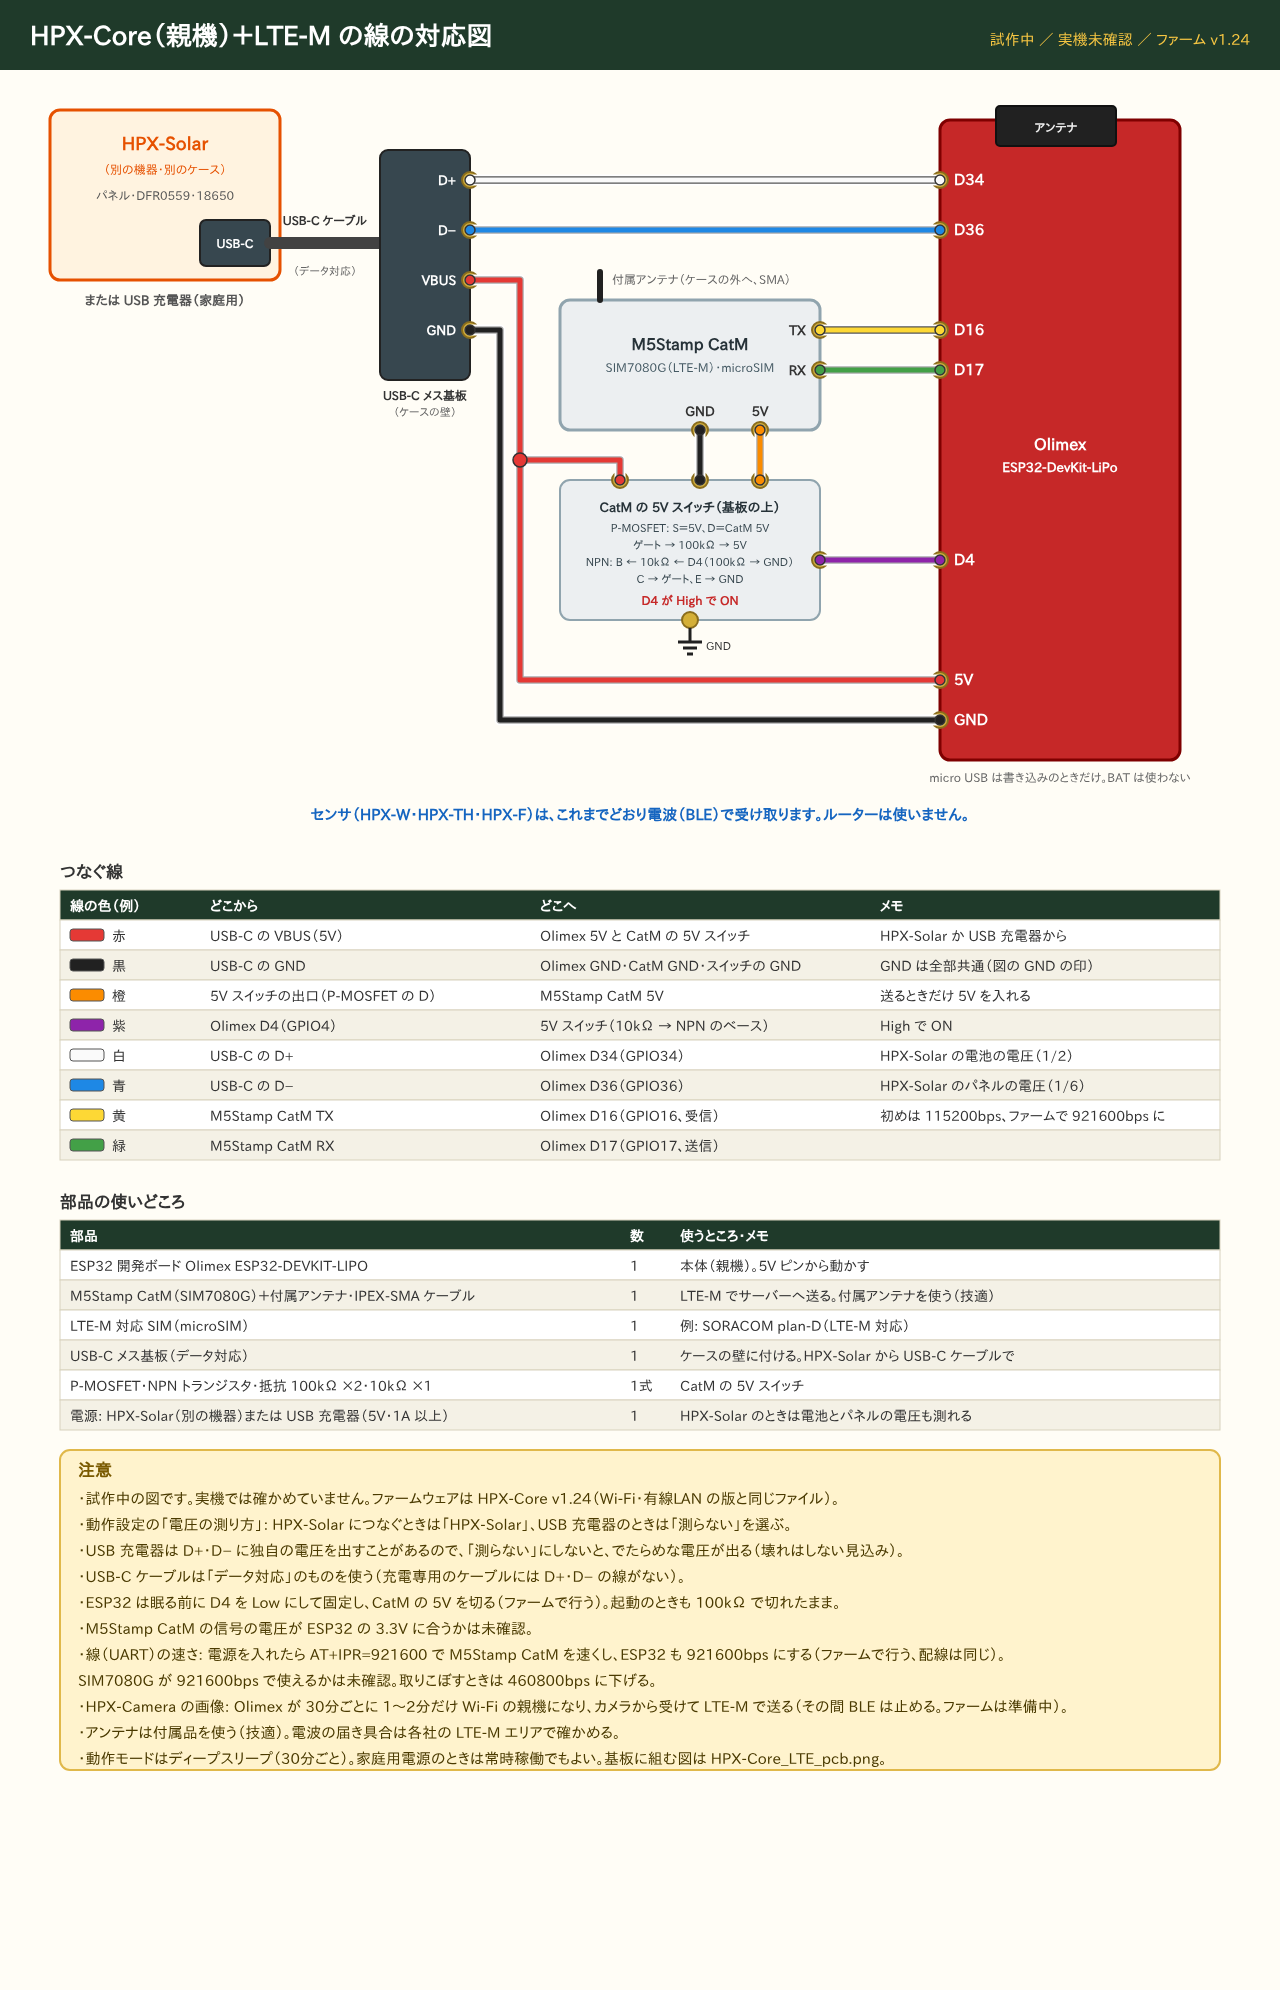 HPX-Core（親機）＋LTE-M の線の対応図
試作中 ／ 実機未確認 ／ ファーム v1.24
HPX-Solar
（別の機器・別のケース）
パネル・DFR0559・18650
USB-C
USB-C ケーブル
（データ対応）
または USB 充電器（家庭用）
D+
D−
VBUS
GND
USB-C メス基板
（ケースの壁）
付属アンテナ（ケースの外へ、SMA）
M5Stamp CatM
SIM7080G（LTE-M）・microSIM
TX
RX
GND
5V
CatM の 5V スイッチ（基板の上）
P-MOSFET: S＝5V、D＝CatM 5V
ゲート → 100kΩ → 5V
NPN: B ← 10kΩ ← D4（100kΩ → GND）
C → ゲート、E → GND
D4 が High で ON
GND
アンテナ
D34
D36
D16
D17
Olimex
ESP32-DevKit-LiPo
D4
5V
GND
micro USB は書き込みのときだけ。BAT は使わない
センサ（HPX-W・HPX-TH・HPX-F）は、これまでどおり電波（BLE）で受け取ります。ルーターは使いません。
つなぐ線
線の色（例） どこから どこへ メモ
赤 USB-C の VBUS（5V） Olimex 5V と CatM の 5V スイッチ HPX-Solar か USB 充電器から
黒 USB-C の GND Olimex GND・CatM GND・スイッチの GND GND は全部共通（図の GND の印）
橙 5V スイッチの出口（P-MOSFET の D） M5Stamp CatM 5V 送るときだけ 5V を入れる
紫 Olimex D4（GPIO4） 5V スイッチ（10kΩ → NPN のベース） High で ON
白 USB-C の D+ Olimex D34（GPIO34） HPX-Solar の電池の電圧（1/2）
青 USB-C の D− Olimex D36（GPIO36） HPX-Solar のパネルの電圧（1/6）
黄 M5Stamp CatM TX Olimex D16（GPIO16、受信） 初めは 115200bps、ファームで 921600bps に
緑 M5Stamp CatM RX Olimex D17（GPIO17、送信）
部品の使いどころ
部品 数 使うところ・メモ
ESP32 開発ボード Olimex ESP32-DEVKIT-LIPO 1 本体（親機）。5V ピンから動かす
M5Stamp CatM（SIM7080G）＋付属アンテナ・IPEX-SMA ケーブル 1 LTE-M でサーバーへ送る。付属アンテナを使う（技適）
LTE-M 対応 SIM（microSIM） 1 例: SORACOM plan-D（LTE-M 対応）
USB-C メス基板（データ対応） 1 ケースの壁に付ける。HPX-Solar から USB-C ケーブルで
P-MOSFET・NPN トランジスタ・抵抗 100kΩ ×2・10kΩ ×1 1式 CatM の 5V スイッチ
電源: HPX-Solar（別の機器）または USB 充電器（5V・1A 以上） 1 HPX-Solar のときは電池とパネルの電圧も測れる
注意
・試作中の図です。実機では確かめていません。ファームウェアは HPX-Core v1.24（Wi-Fi・有線LAN の版と同じファイル）。
・動作設定の「電圧の測り方」: HPX-Solar につなぐときは「HPX-Solar」、USB 充電器のときは「測らない」を選ぶ。
・USB 充電器は D+・D− に独自の電圧を出すことがあるので、「測らない」にしないと、でたらめな電圧が出る（壊れはしない見込み）。
・USB-C ケーブルは「データ対応」のものを使う（充電専用のケーブルには D+・D− の線がない）。
・ESP32 は眠る前に D4 を Low にして固定し、CatM の 5V を切る（ファームで行う）。起動のときも 100kΩ で切れたまま。
・M5Stamp CatM の信号の電圧が ESP32 の 3.3V に合うかは未確認。
・線（UART）の速さ: 電源を入れたら AT+IPR=921600 で M5Stamp CatM を速くし、ESP32 も 921600bps にする（ファームで行う、配線は同じ）。
SIM7080G が 921600bps で使えるかは未確認。取りこぼすときは 460800bps に下げる。
・HPX-Camera の画像: Olimex が 30分ごとに 1〜2分だけ Wi-Fi の親機になり、カメラから受けて LTE-M で送る（その間 BLE は止める。ファームは準備中）。
・アンテナは付属品を使う（技適）。電波の届き具合は各社の LTE-M エリアで確かめる。
・動作モードはディープスリープ（30分ごと）。家庭用電源のときは常時稼働でもよい。基板に組む図は HPX-Core_LTE_pcb.png。